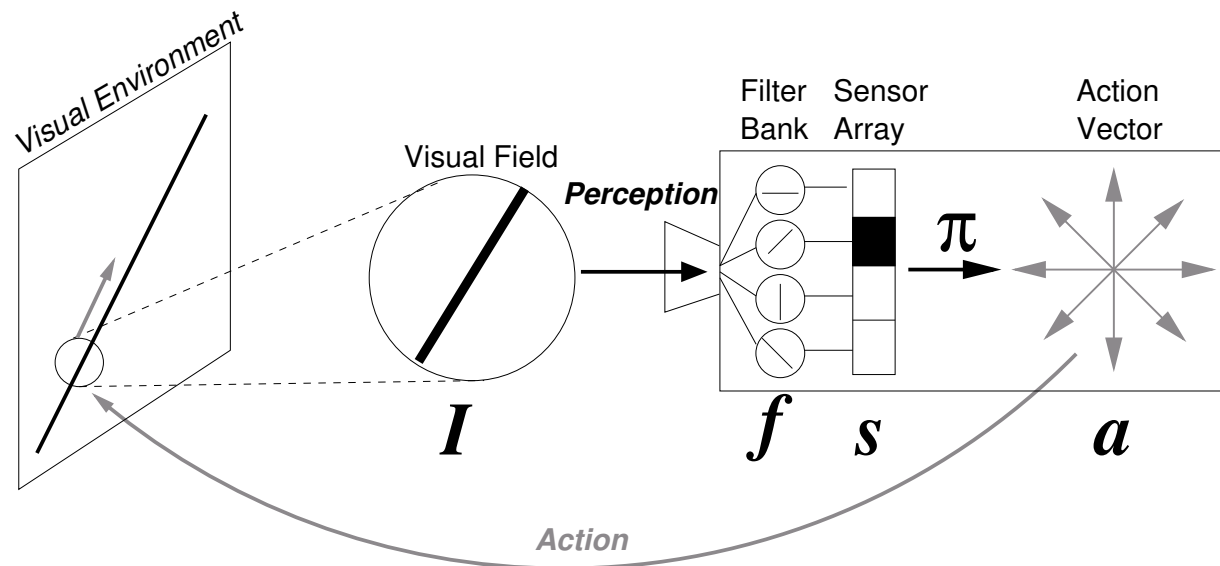 Visual Environment
Visual Field
Perception
Filter
Bank
Sensor
Array
Action
Vector
π
I
f
s
a
Action